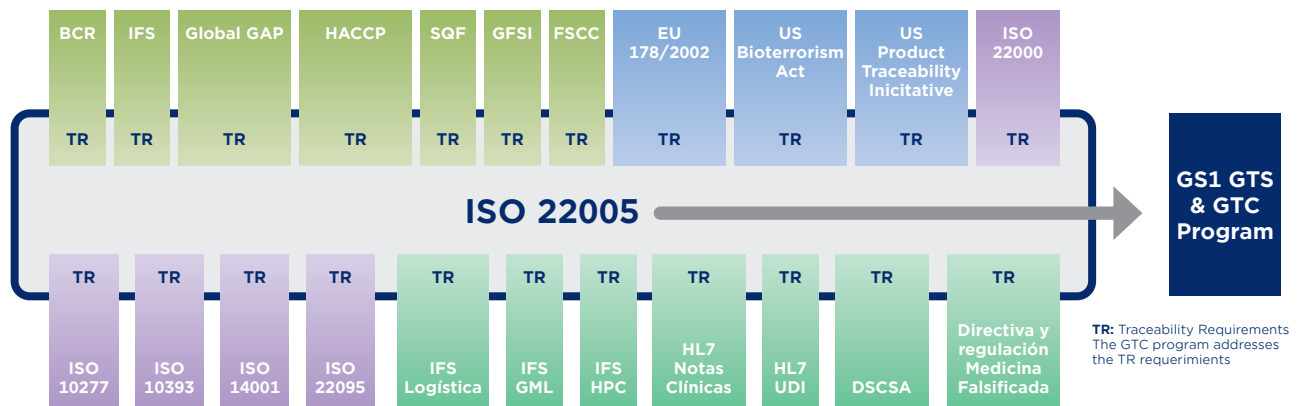 BCR
IFS
Global GAP
HACCP
SQF
GFSI
FSCC
EU
178/2002
US
Bioterrorism
Act
US
Product
Traceability
Inicitative
ISO
22000
TR
TR
TR
TR
TR
TR
TR
TR
TR
TR
TR
ISO 22005
GS1 GTS
& GTC
Program
TR
TR
TR
TR
TR
TR
TR
TR
TR
TR
TR
ISO
10277
ISO
10393
ISO
14001
ISO
22095
IFS
Logística
IFS
GML
IFS
HPC
HL7
Notas
Clínicas
HL7
UDI
DSCSA
Directiva y
regulación
Medicina
Falsificada
TR: Traceability Requirements
The GTC program addresses
the TR requerimients